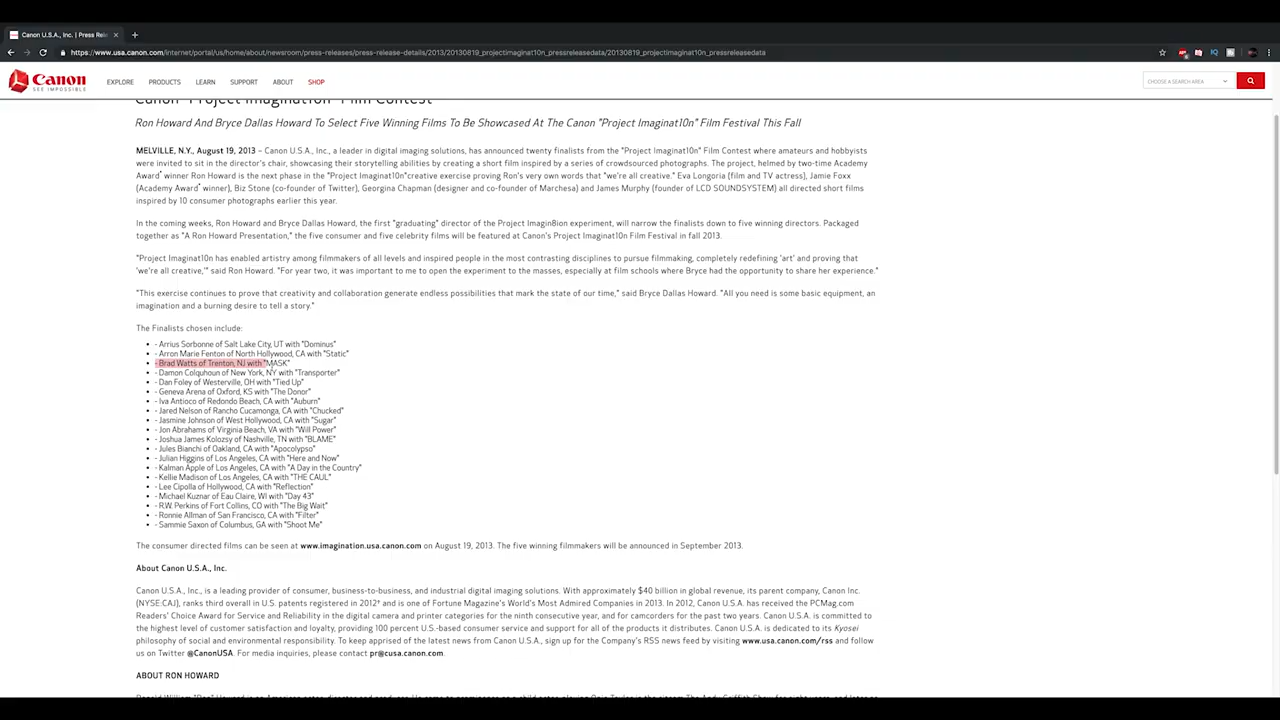 Canon U.S.A., Inc. | Press Rele
https://www.usa.canon.com/internet/portal/us/home/about/newsroom/press-releases/press-release-details/2013/20130819_projectimaginat10n_pressreleasedata/20130819_projectimaginat10n_pressreleasedata
Canon
SEE IMPOSSIBLE
EXPLORE PRODUCTS LEARN SUPPORT ABOUT SHOP
CHOOSE A SEARCH AREA
Canon "Project Imaginat10n" Film Contest
Ron Howard And Bryce Dallas Howard To Select Five Winning Films To Be Showcased At The Canon "Project Imaginat10n" Film Festival This Fall
MELVILLE, N.Y., August 19, 2013 – Canon U.S.A., Inc., a leader in digital imaging solutions, has announced twenty finalists from the "Project Imaginat10n" Film Contest where amateurs and hobbyists
were invited to sit in the director's chair, showcasing their storytelling abilities by creating a short film inspired by a series of crowdsourced photographs. The project, helmed by two-time Academy
Award* winner Ron Howard is the next phase in the "Project Imaginat10n"creative exercise proving Ron's very own words that "we're all creative." Eva Longoria (film and TV actress), Jamie Foxx
(Academy Award* winner), Biz Stone (co-founder of Twitter), Georgina Chapman (designer and co-founder of Marchesa) and James Murphy (founder of LCD SOUNDSYSTEM) all directed short films
inspired by 10 consumer photographs earlier this year.
In the coming weeks, Ron Howard and Bryce Dallas Howard, the first "graduating" director of the Project Imagin8ion experiment, will narrow the finalists down to five winning directors. Packaged
together as "A Ron Howard Presentation," the five consumer and five celebrity films will be featured at Canon's Project Imaginat10n Film Festival in fall 2013.
"Project Imaginat10n has enabled artistry among filmmakers of all levels and inspired people in the most contrasting disciplines to pursue filmmaking, completely redefining 'art' and proving that
'we're all creative,'" said Ron Howard. "For year two, it was important to me to open the experiment to the masses, especially at film schools where Bryce had the opportunity to share her experience."
"This exercise continues to prove that creativity and collaboration generate endless possibilities that mark the state of our time," said Bryce Dallas Howard. "All you need is some basic equipment, an
imagination and a burning desire to tell a story."
The Finalists chosen include:
- Arrius Sorbonne of Salt Lake City, UT with "Dominus"
- Arron Marie Fenton of North Hollywood, CA with "Static"
- Brad Watts of Trenton, NJ with "MASK"
- Damon Colquhoun of New York, NY with "Transporter"
- Dan Foley of Westerville, OH with "Tied Up"
- Geneva Arena of Oxford, KS with "The Donor"
- Iva Antioco of Redondo Beach, CA with "Auburn"
- Jared Nelson of Rancho Cucamonga, CA with "Chucked"
- Jasmine Johnson of West Hollywood, CA with "Sugar"
- Jon Abrahams of Virginia Beach, VA with "Will Power"
- Joshua James Kolozsy of Nashville, TN with "BLAME"
- Jules Bianchi of Oakland, CA with "Apocolypso"
- Julian Higgins of Los Angeles, CA with "Here and Now"
- Kalman Apple of Los Angeles, CA with "A Day in the Country"
- Kellie Madison of Los Angeles, CA with "THE CAUL"
- Lee Cipolla of Hollywood, CA with "Reflection"
- Michael Kuznar of Eau Claire, WI with "Day 43"
- R.W. Perkins of Fort Collins, CO with "The Big Wait"
- Ronnie Allman of San Francisco, CA with "Filter"
- Sammie Saxon of Columbus, GA with "Shoot Me"
The consumer directed films can be seen at www.imagination.usa.canon.com on August 19, 2013. The five winning filmmakers will be announced in September 2013.
About Canon U.S.A., Inc.
Canon U.S.A., Inc., is a leading provider of consumer, business-to-business, and industrial digital imaging solutions. With approximately $40 billion in global revenue, its parent company, Canon Inc.
(NYSE:CAJ), ranks third overall in U.S. patents registered in 2012† and is one of Fortune Magazine's World's Most Admired Companies in 2013. In 2012, Canon U.S.A. has received the PCMag.com
Readers' Choice Award for Service and Reliability in the digital camera and printer categories for the ninth consecutive year, and for camcorders for the past two years. Canon U.S.A. is committed to
the highest level of customer satisfaction and loyalty, providing 100 percent U.S.-based consumer service and support for all of the products it distributes. Canon U.S.A. is dedicated to its Kyosei
philosophy of social and environmental responsibility. To keep apprised of the latest news from Canon U.S.A., sign up for the Company's RSS news feed by visiting www.usa.canon.com/rss and follow
us on Twitter @CanonUSA. For media inquiries, please contact pr@cusa.canon.com.
ABOUT RON HOWARD